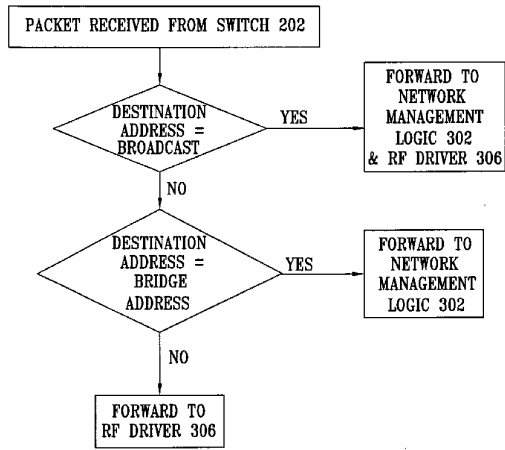 PACKET RECEIVED FROM SWITCH 202
DESTINATION
ADDRESS =
BROADCAST
YES
FORWARD TO
NETWORK
MANAGEMENT
LOGIC 302
& RF DRIVER 306
NO
DESTINATION
ADDRESS =
BRIDGE
ADDRESS
YES
FORWARD TO
NETWORK
MANAGEMENT
LOGIC 302
NO
FORWARD TO
RF DRIVER 306